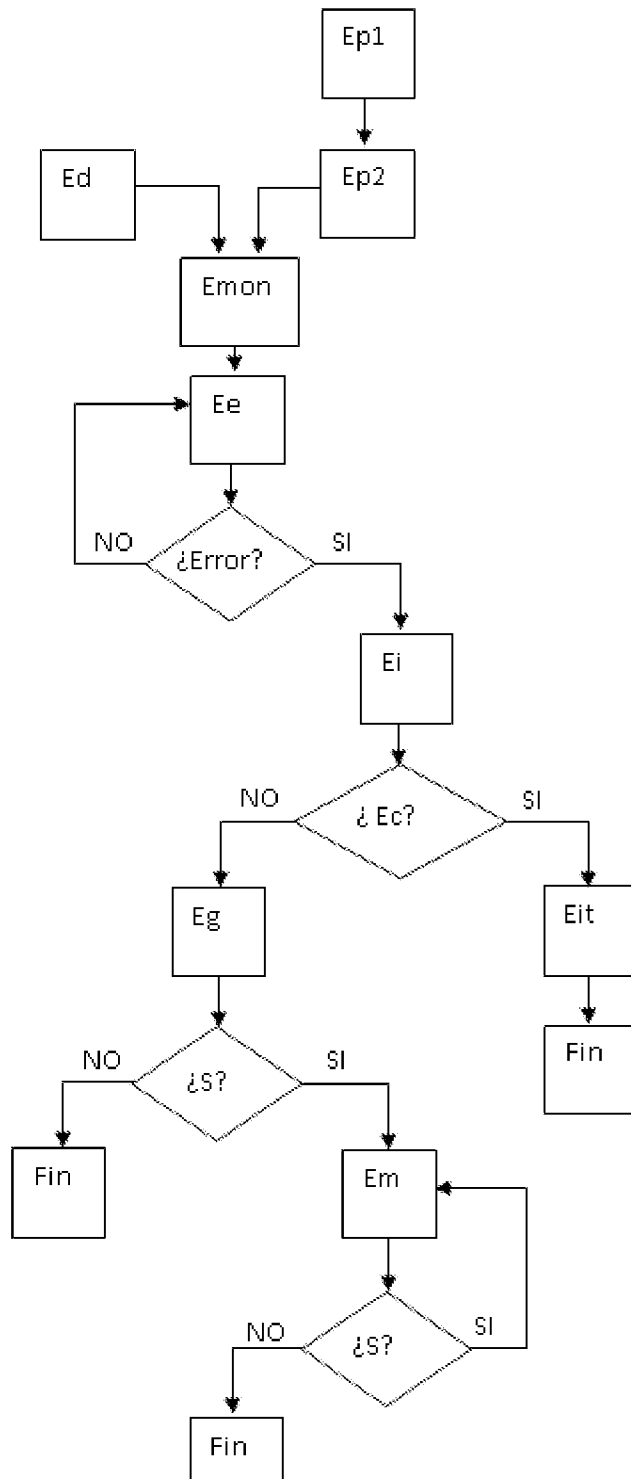 Ep1
Ed
Ep2
Emon
Ee
NO
¿Error?
SI
Ei
NO
¿ Ec?
SI
Eg
Eit
NO
¿S?
SI
Fin
Fin
Em
NO
¿S?
SI
Fin